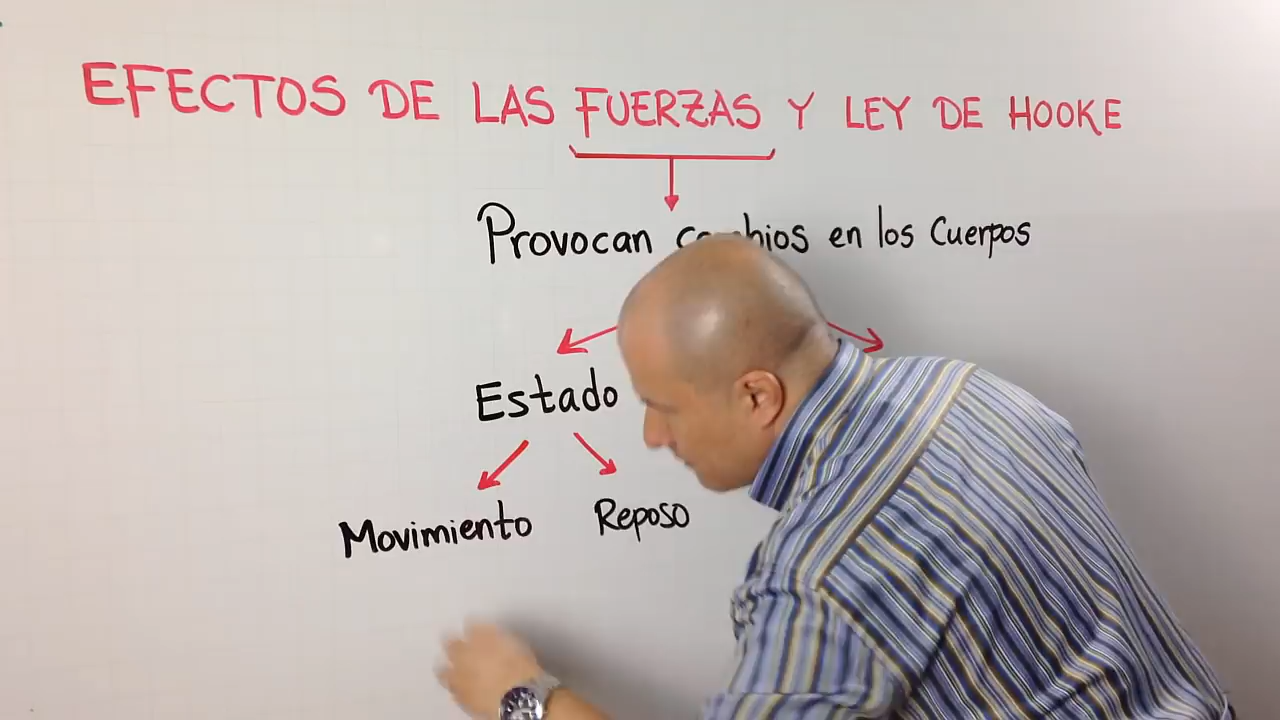 EFECTOS DE LAS FUERZAS Y LEY DE HOOKE
Provocan cambios en los Cuerpos
Estado
Movimiento Reposo